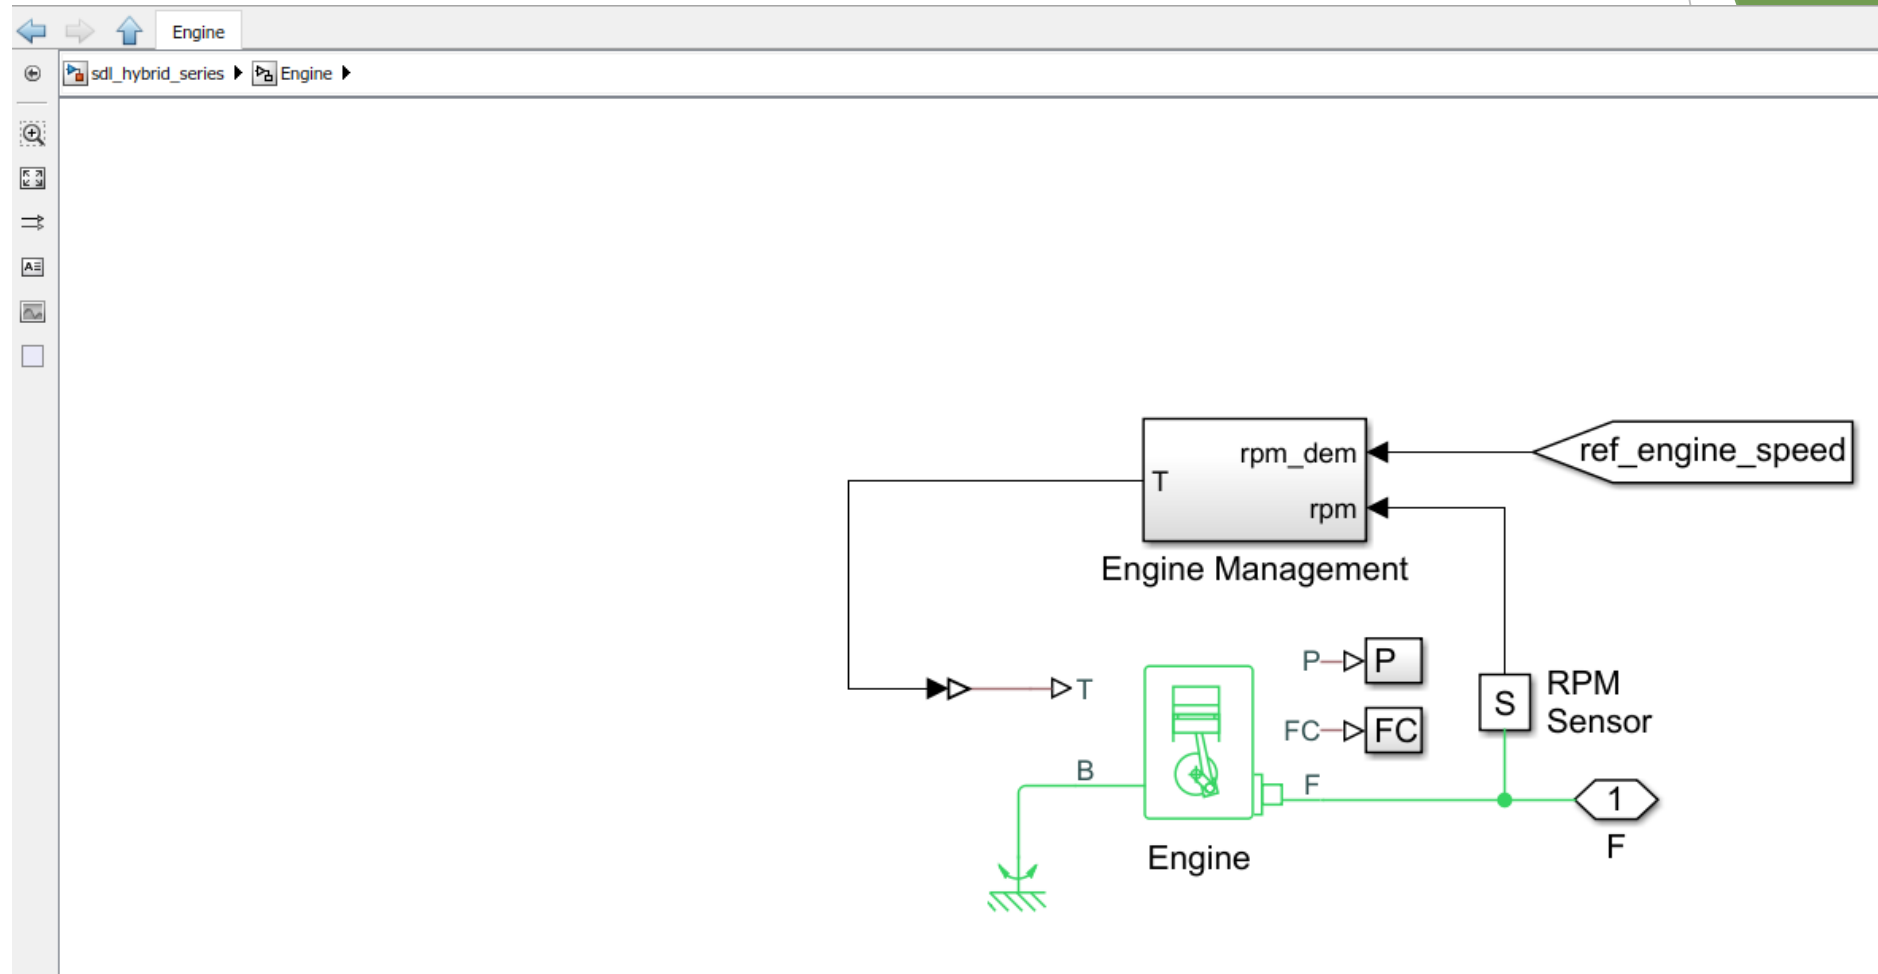 Engine
sdl_hybrid_series Engine
ref_engine_speed
rpm_dem
T
rpm
Engine Management
P P
T
RPM
Sensor
S
FC FC
B
F
1
F
Engine